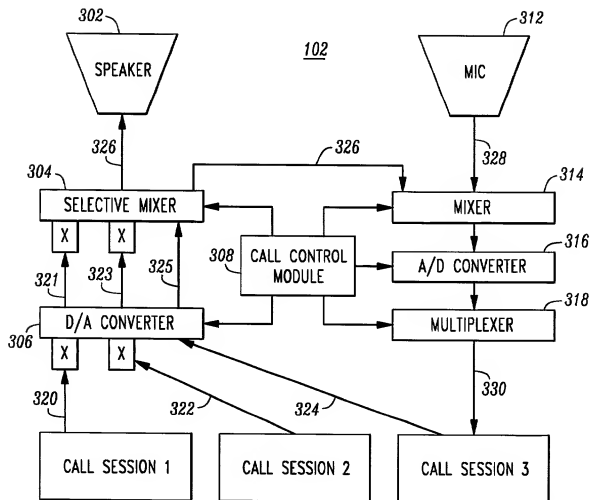 302
312
102
SPEAKER
MIC
326
328
304
326
314
SELECTIVE MIXER
MIXER
X X
316
321
323
325
308
CALL CONTROL
MODULE
A/D CONVERTER
318
D/A CONVERTER
MULTIPLEXER
306
X X
320
322
324
330
CALL SESSION 1
CALL SESSION 2
CALL SESSION 3